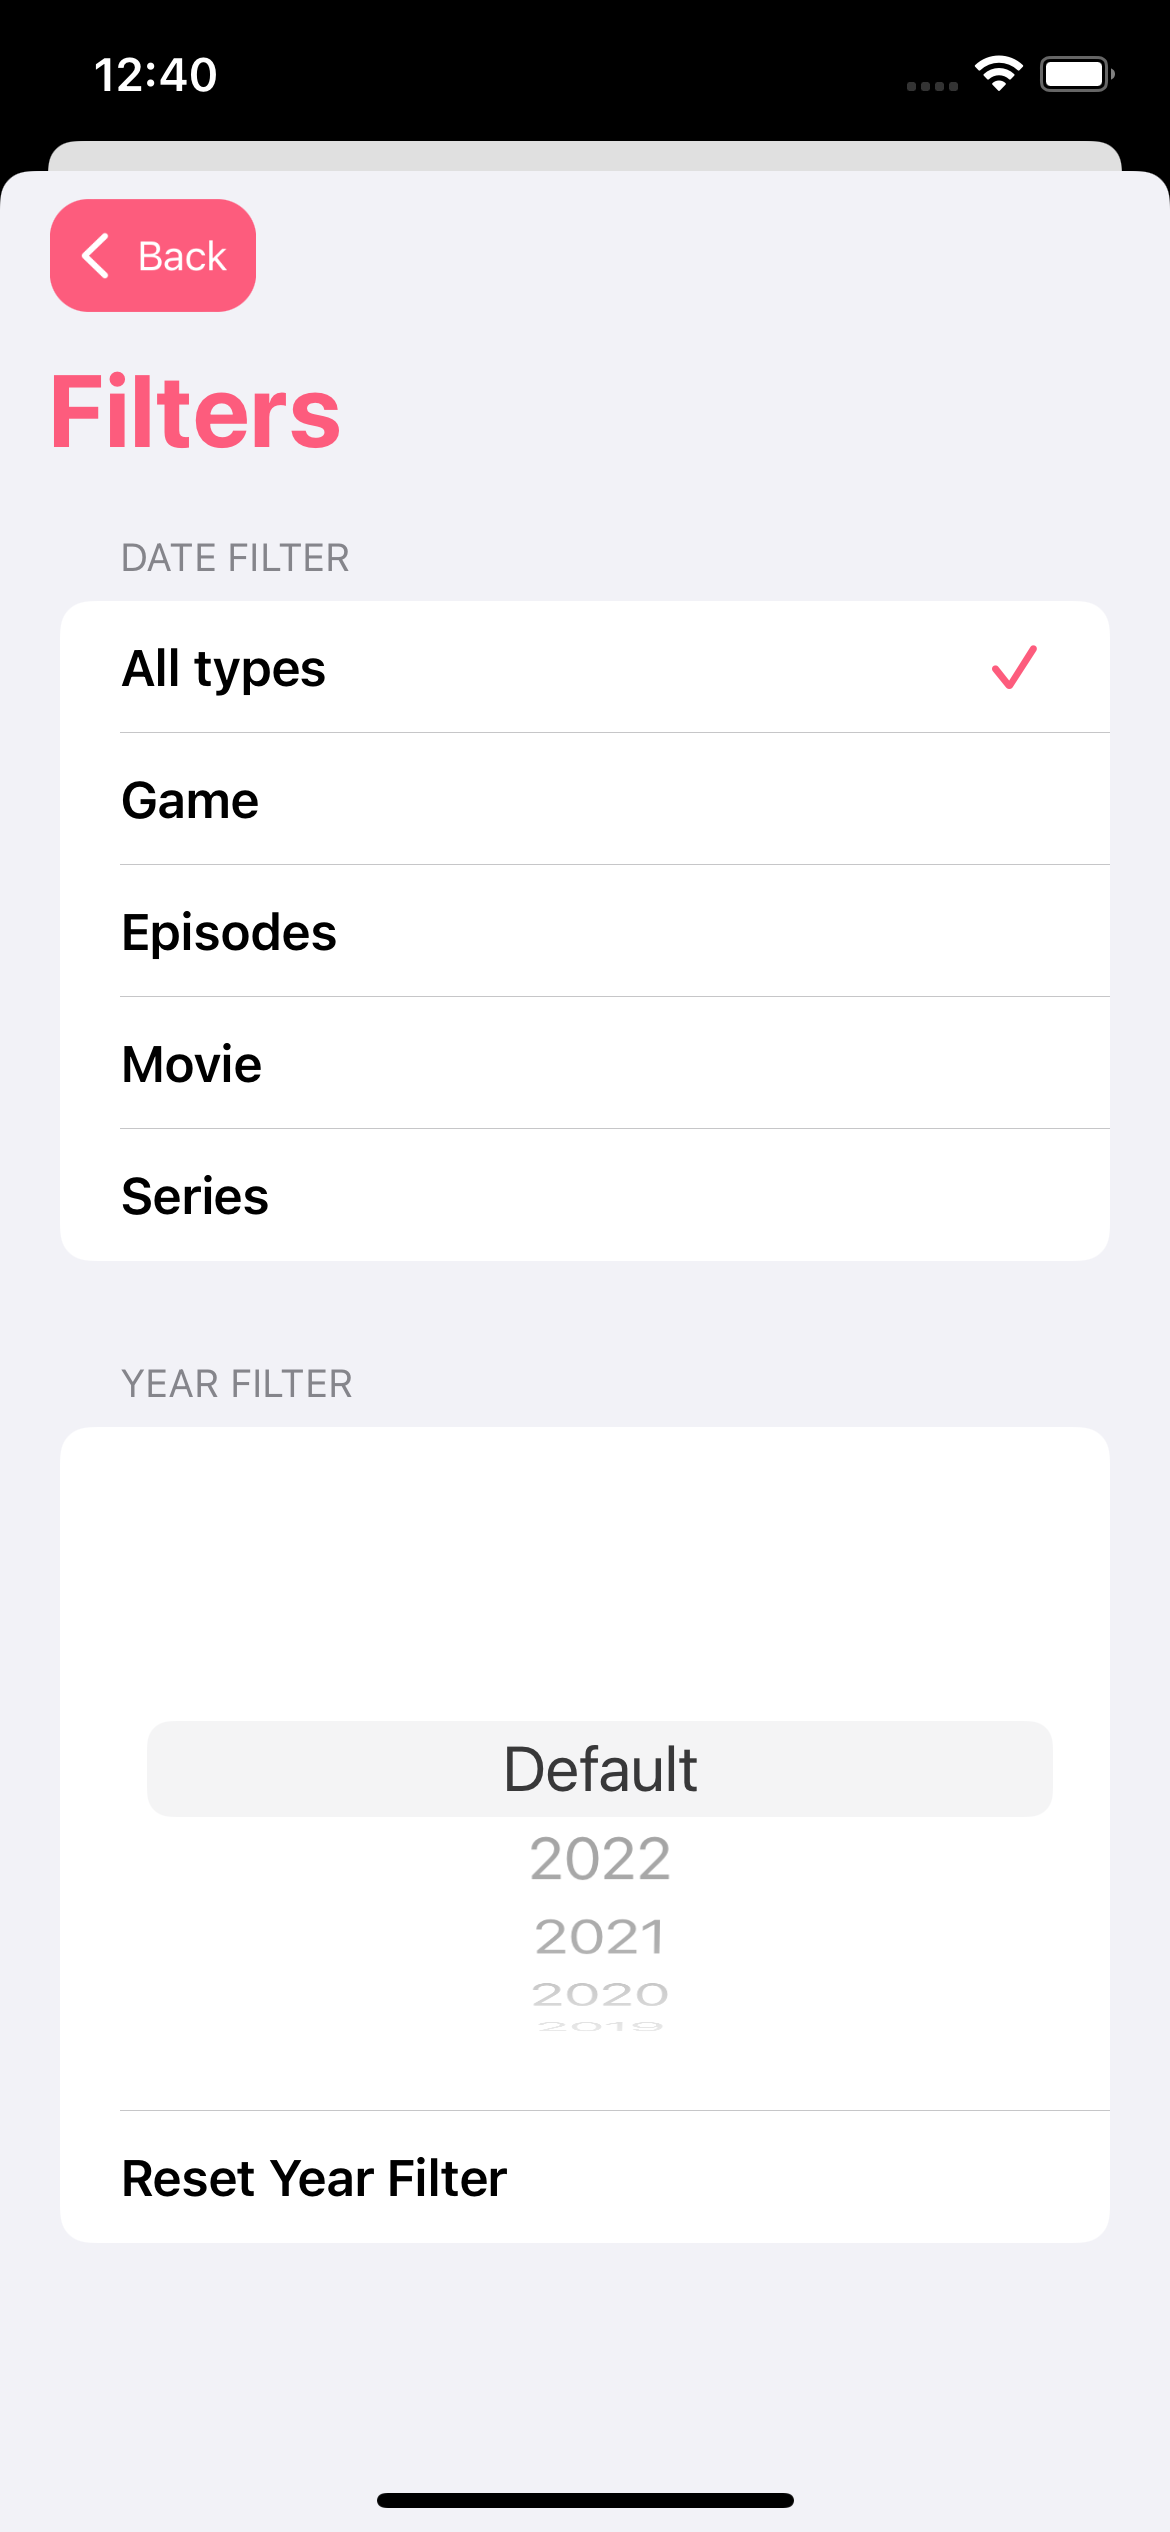 12:40
Back
Filters
DATE FILTER
All types
Game
Episodes
Movie
Series
YEAR FILTER
Default
2022
2021
2020
2019
Reset Year Filter